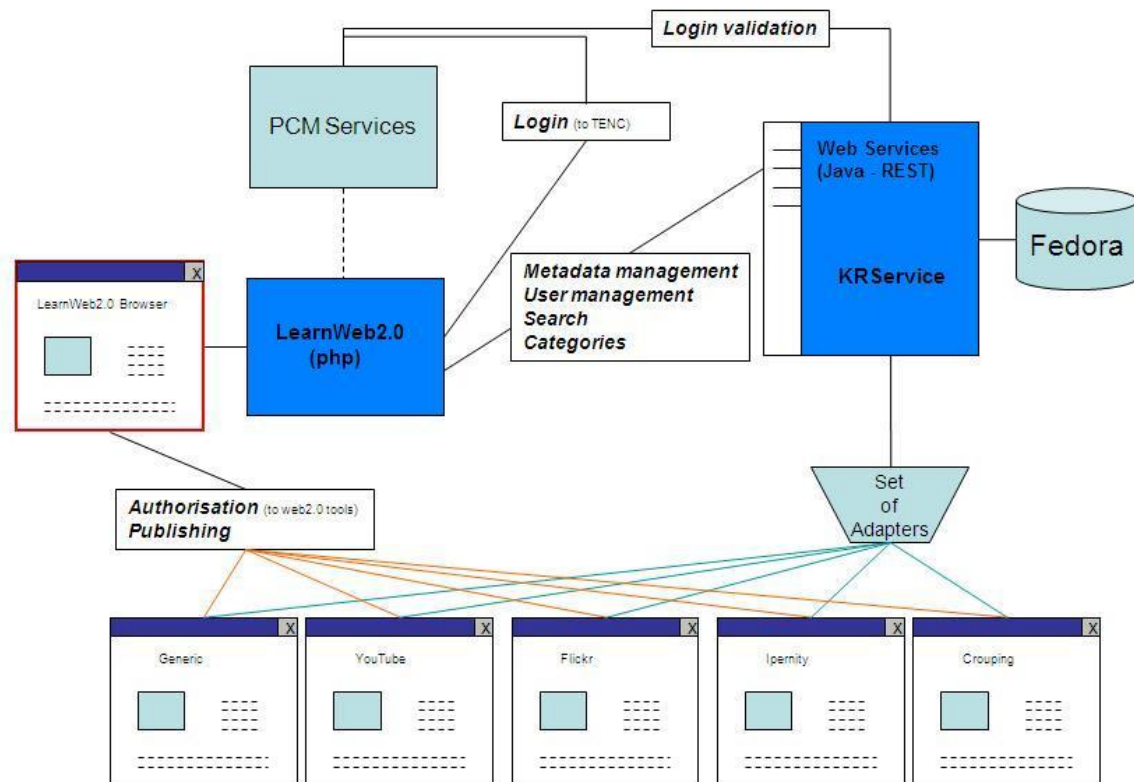 Login validation
PCM Services
Login (to TENC)
Web Services
(Java - REST)
KRService
Fedora
Metadata management
User management
Search
Categories
X
LearnWeb2.0 Browser
LearnWeb2.0
(php)
Authorisation (to web2.0 tools)
Publishing
Set
of
Adapters
X
Generic
X
YouTube
X
Flickr
X
Ipernity
X
Crouping